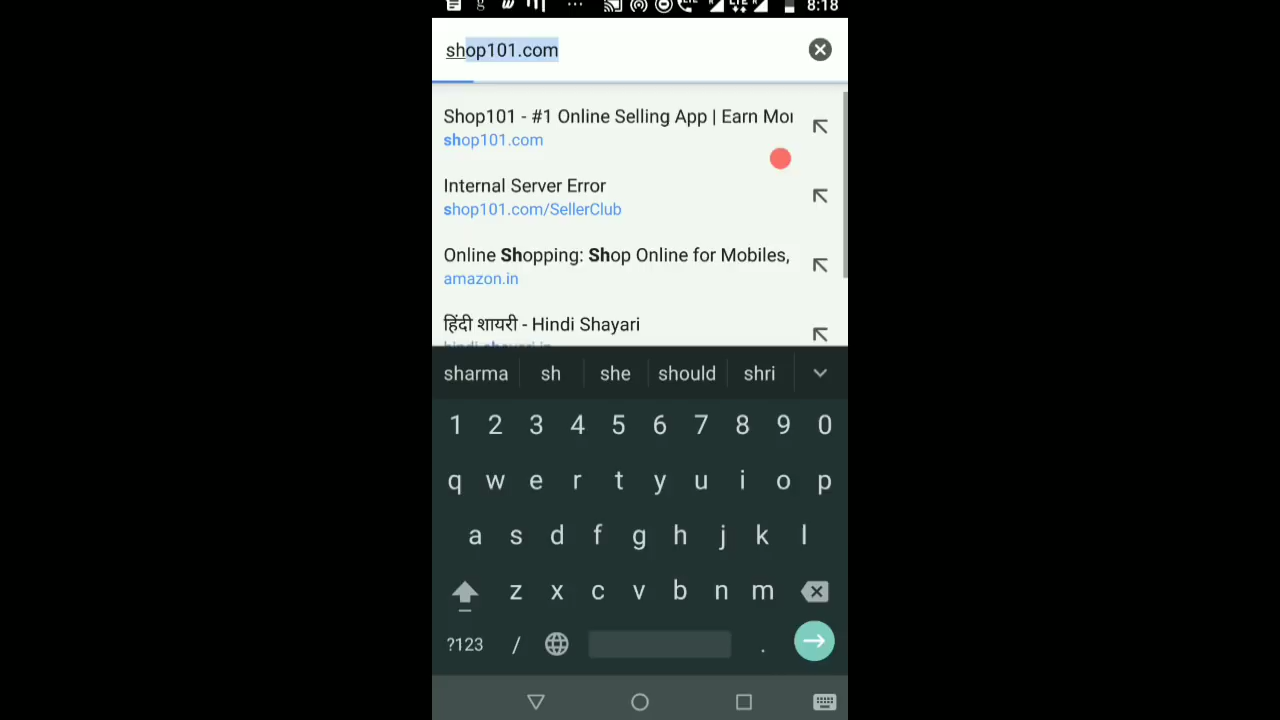 8:18
shop101.com
Shop101 - #1 Online Selling App | Earn Mo
shop101.com
Internal Server Error
shop101.com/SellerClub
Online Shopping: Shop Online for Mobiles,
amazon.in
हिंदी शायरी - Hindi Shayari
sharma sh she should shri
1 2 3 4 5 6 7 8 9 0
q w e r t y u i o p
a s d f g h j k l
z x c v b n m
?123 / .